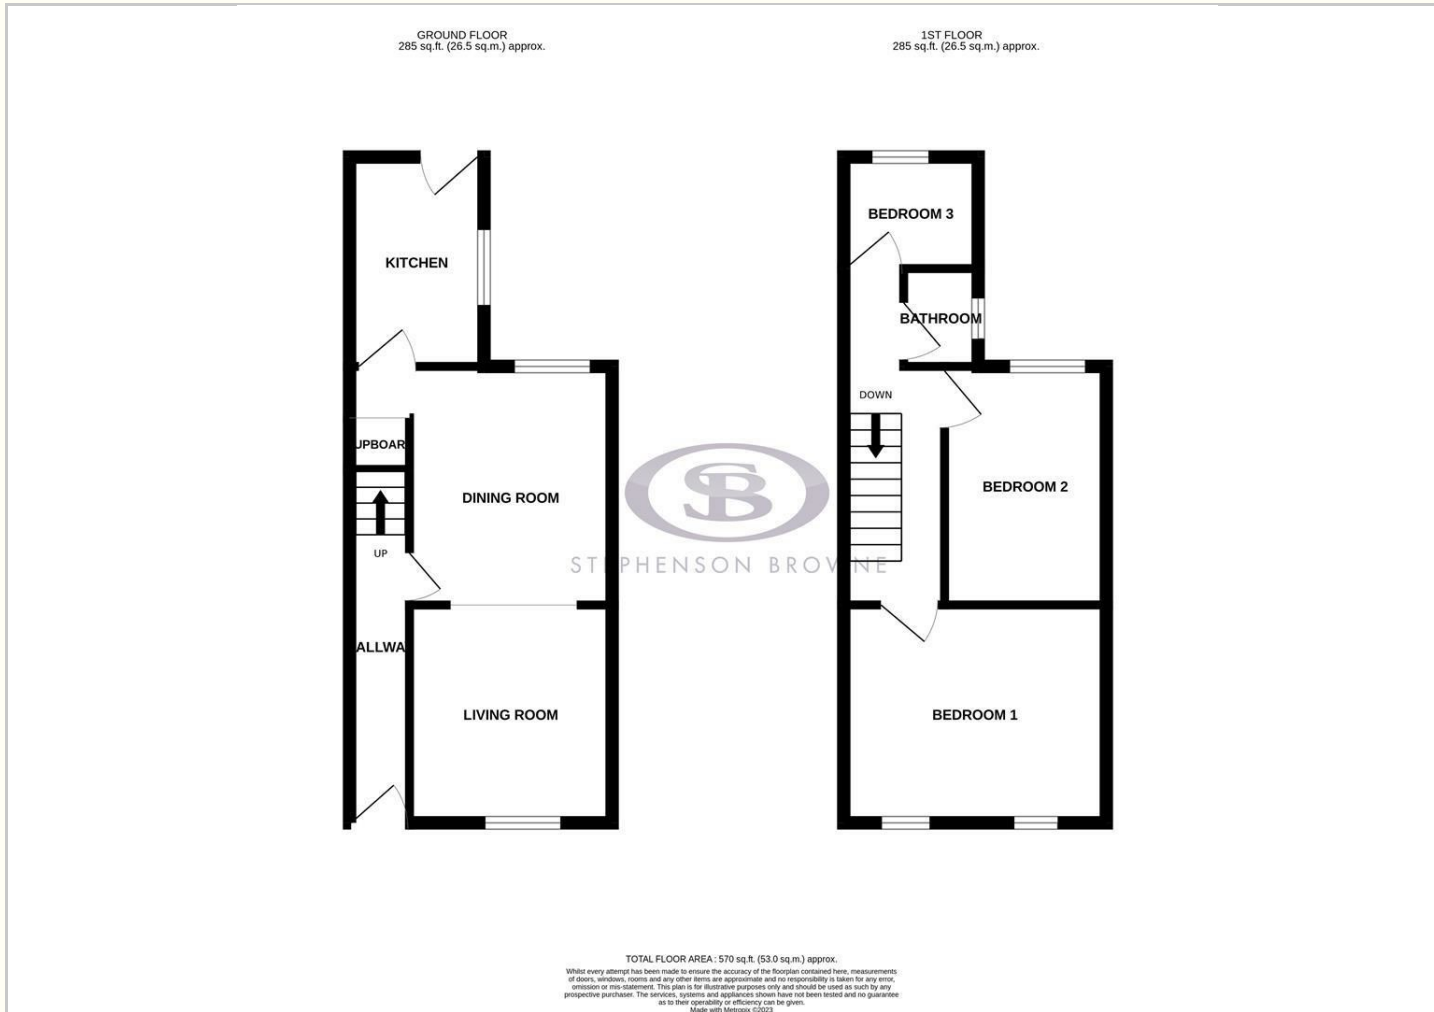 GROUND FLOOR
285 sq.ft. (26.5 sq.m.) approx.
1ST FLOOR
285 sq.ft. (26.5 sq.m.) approx.
KITCHEN
UPBOAR
DINING ROOM
UP
ALLWA
LIVING ROOM
BEDROOM 3
BATHROOM
DOWN
BEDROOM 2
BEDROOM 1
SB
STEPHENSON BROWNE
TOTAL FLOOR AREA : 570 sq.ft. (53.0 sq.m.) approx.
Whilst every attempt has been made to ensure the accuracy of the floorplan contained here, measurements
of doors, windows, rooms and any other items are approximate and no responsibility is taken for any error,
omission or mis-statement. This plan is for illustrative purposes only and should be used as such by any
prospective purchaser. The services, systems and appliances shown have not been tested and no guarantee
as to their operability or efficiency can be given.
Made with Metropix ©2023